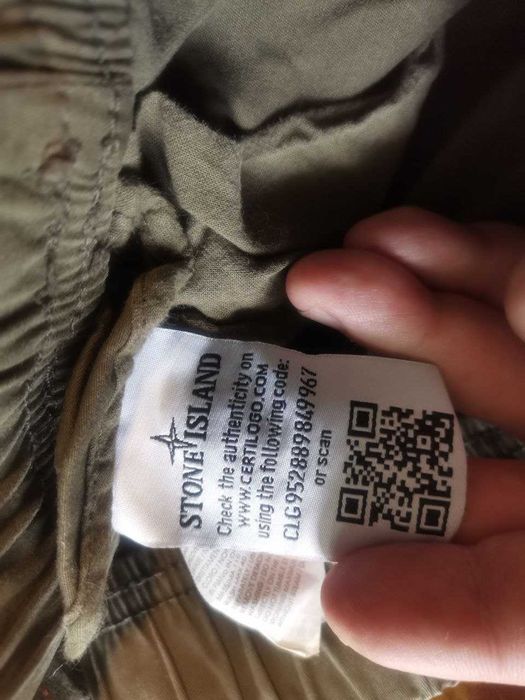 STONE ISLAND
Check the authenticity on
www.CERTILOGO.COM
using the following code:
CLG952889849967
or scan